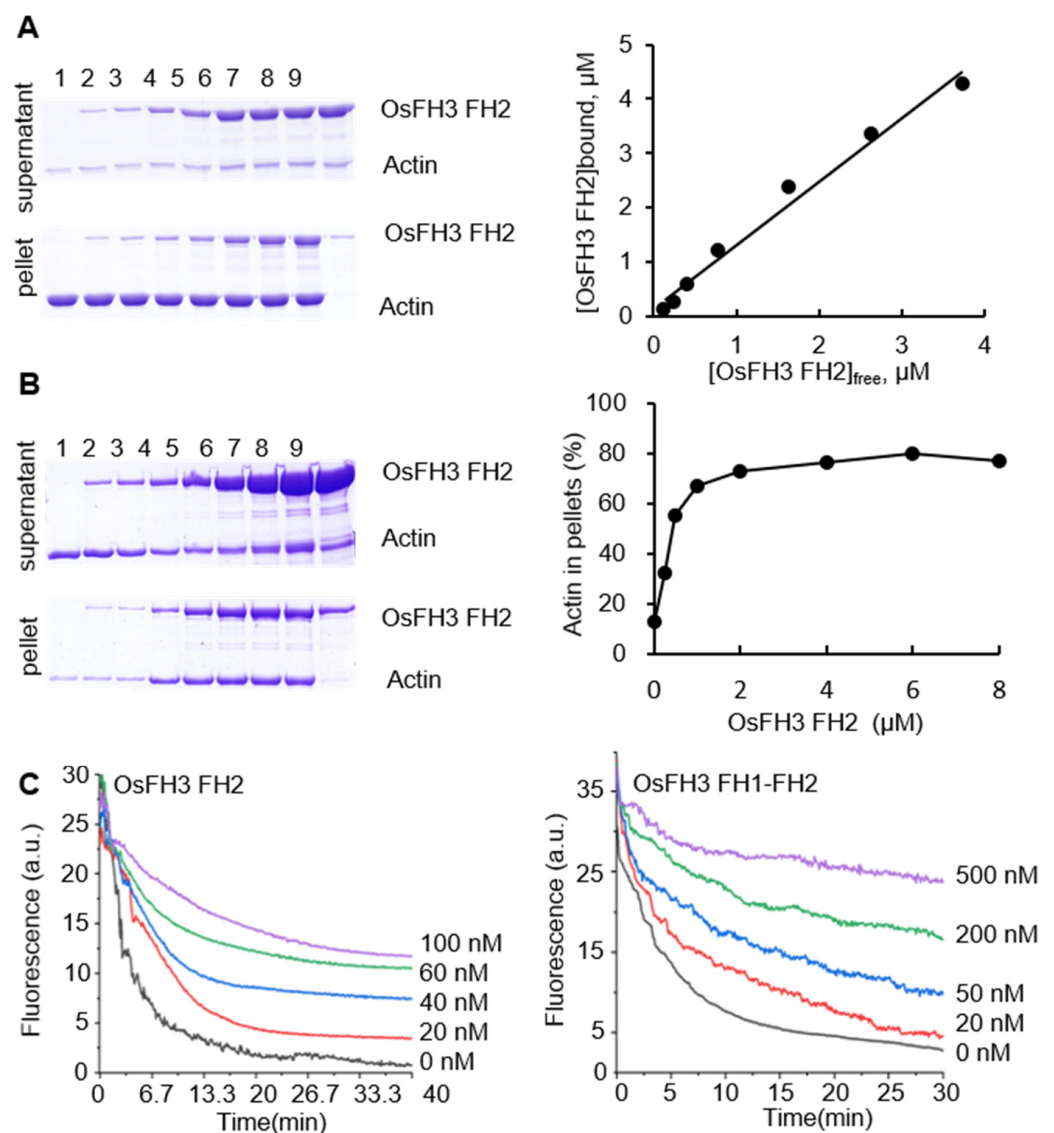 A
1 2 3 4 5 6 7 8 9
supernatant
OsFH3 FH2
Actin
pellet
OsFH3 FH2
Actin
[OsFH3 FH2]bound, µM
5
4
3
2
1
0
0 1 2 3 4
[OsFH3 FH2]free, µM
B
1 2 3 4 5 6 7 8 9
supernatant
OsFH3 FH2
Actin
pellet
OsFH3 FH2
Actin
Actin in pellets (%)
100
80
60
40
20
0
0 2 4 6 8
OsFH3 FH2 (µM)
C
OsFH3 FH2
Fluorescence (a.u.)
30
25
20
15
10
5
0
100 nM
60 nM
40 nM
20 nM
0 nM
0 6.7 13.3 20 26.7 33.3 40
Time(min)
OsFH3 FH1-FH2
Fluorescence (a.u.)
35
25
15
5
0
500 nM
200 nM
50 nM
20 nM
0 nM
0 5 10 15 20 25 30
Time(min)